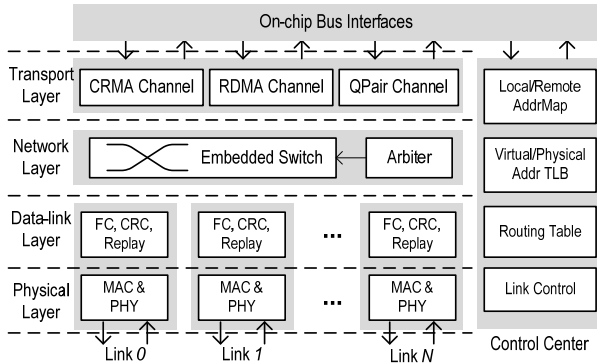 On-chip Bus Interfaces
Transport
Layer
CRMA Channel
RDMA Channel
QPair Channel
Local/Remote
AddrMap
Network
Layer
Embedded Switch
Arbiter
Virtual/Physical
Addr TLB
Data-link
Layer
FC, CRC,
Replay
FC, CRC,
Replay
...
FC, CRC,
Replay
Routing Table
Physical
Layer
MAC &
PHY
MAC &
PHY
...
MAC &
PHY
Link Control
Link 0
Link 1
Link N
Control Center